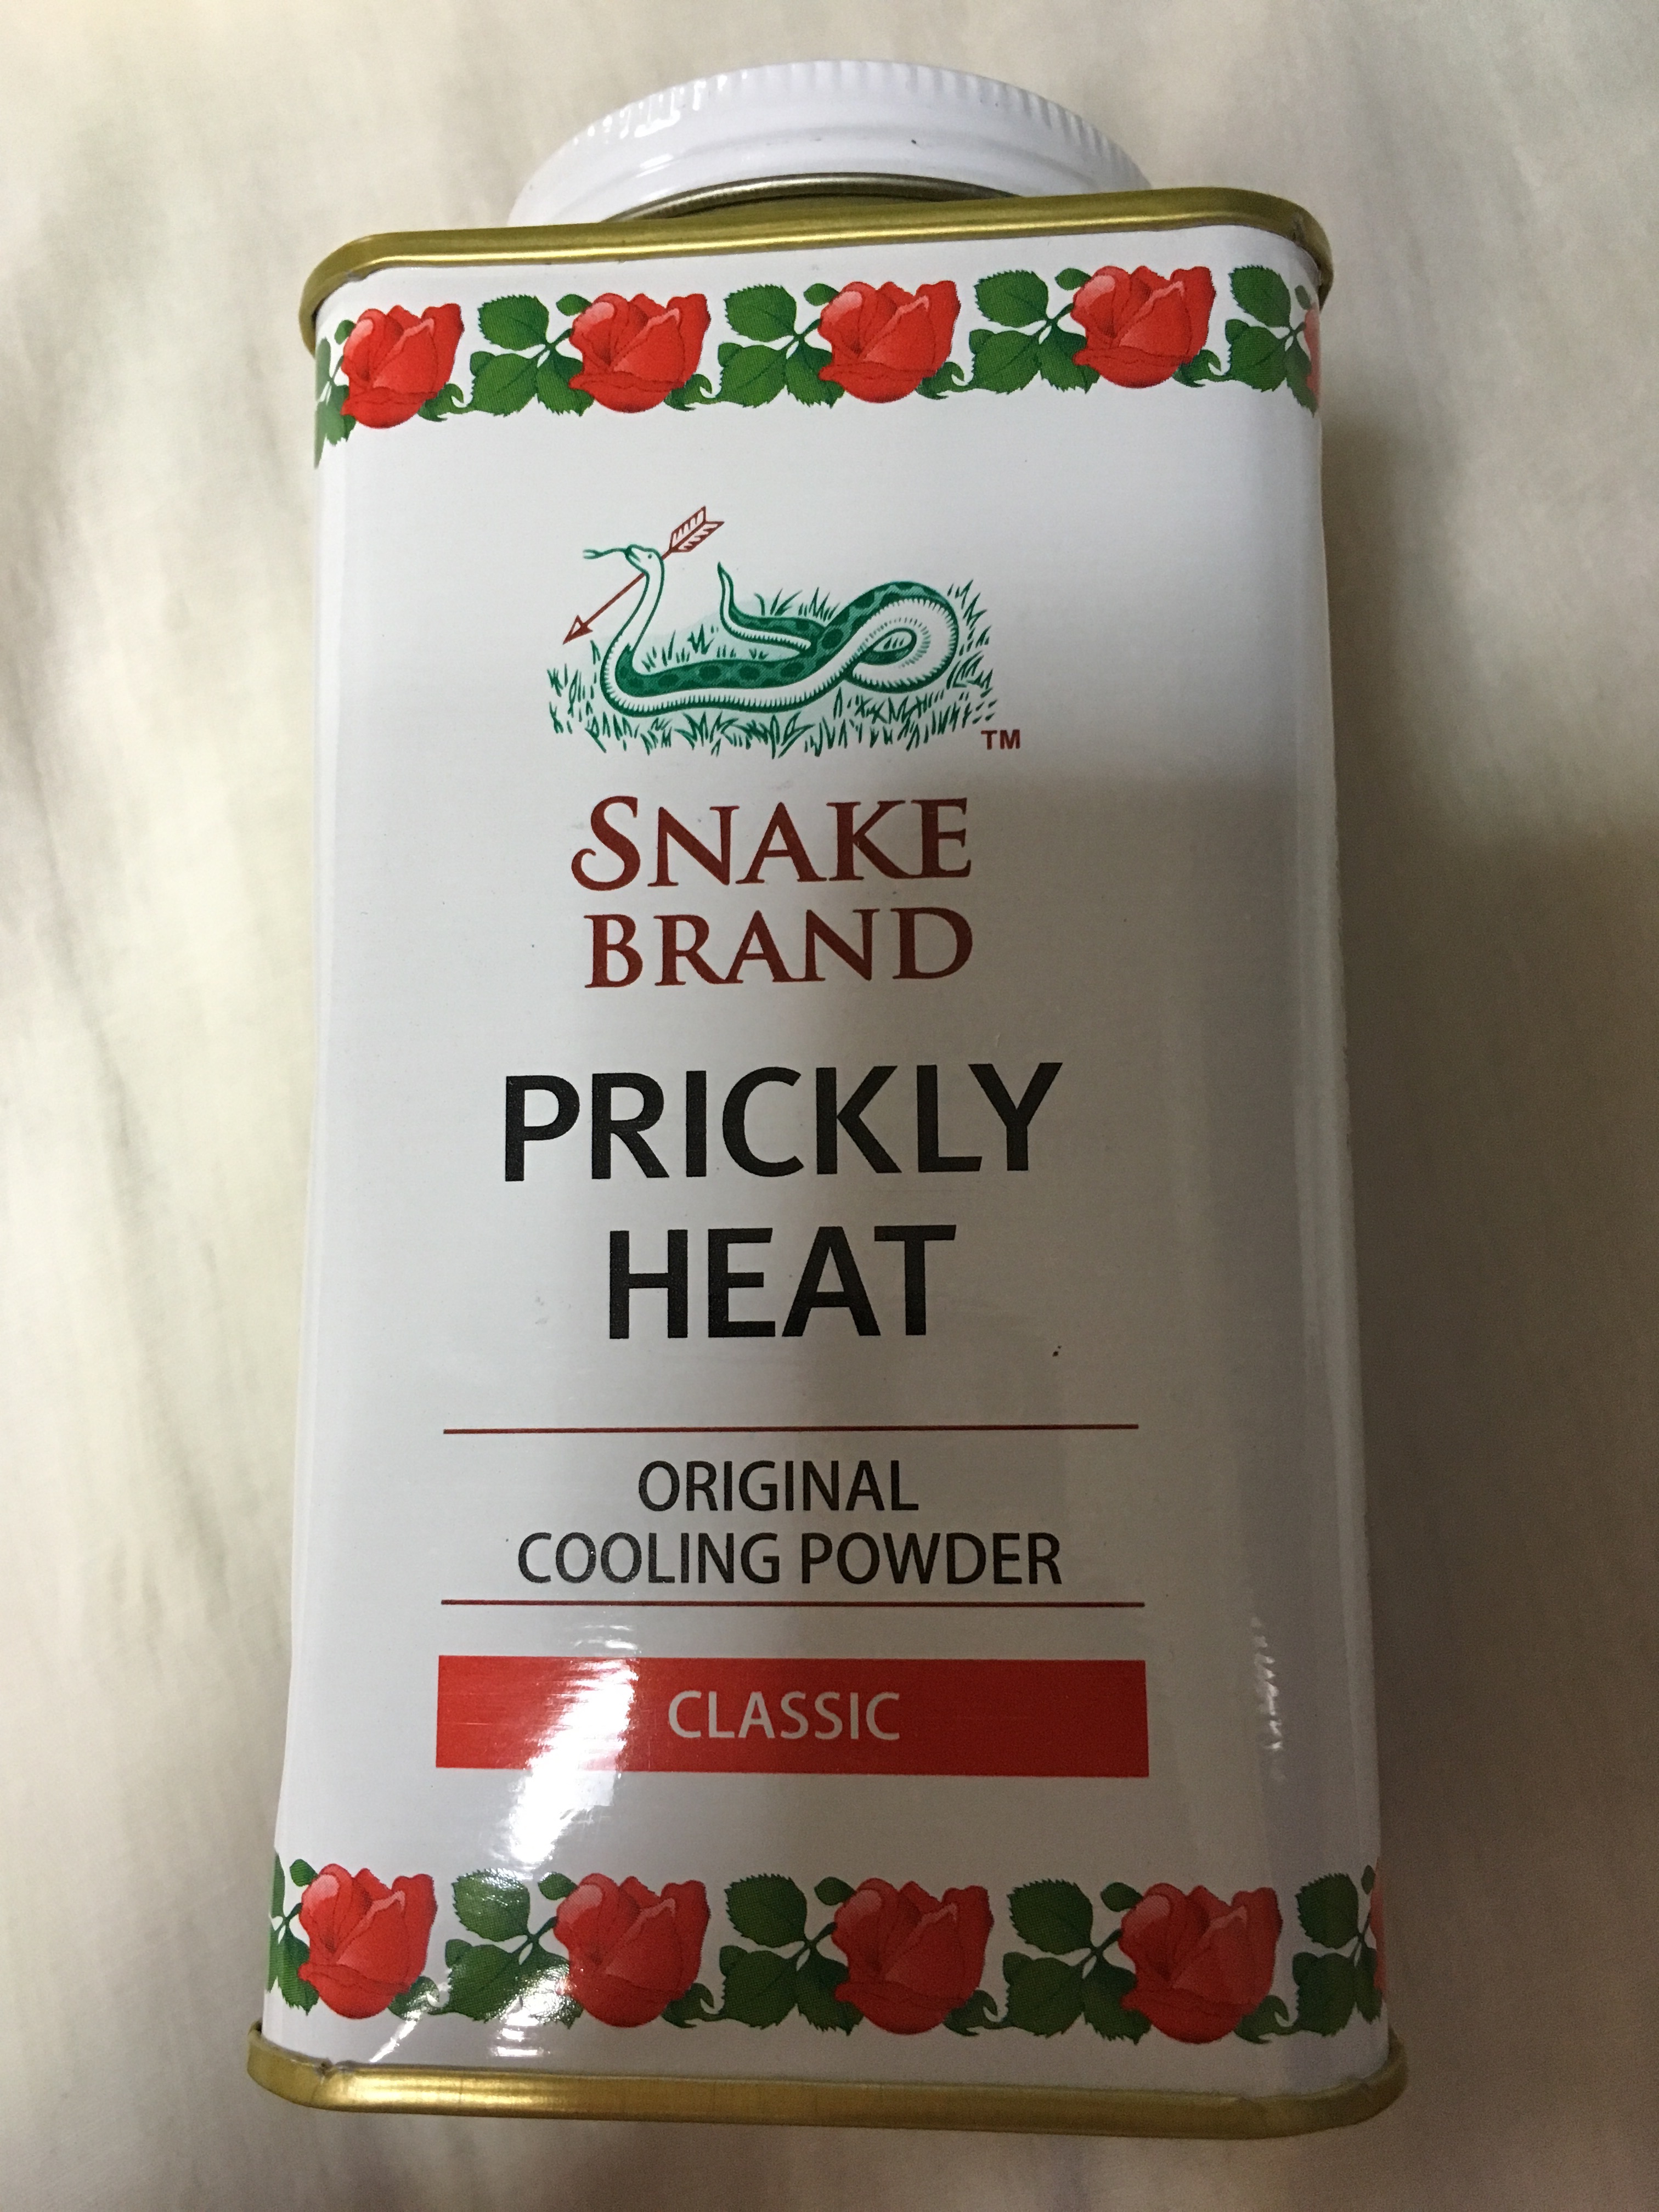 TM
SNAKE
BRAND
PRICKLY
HEAT
ORIGINAL
COOLING POWDER
CLASSIC